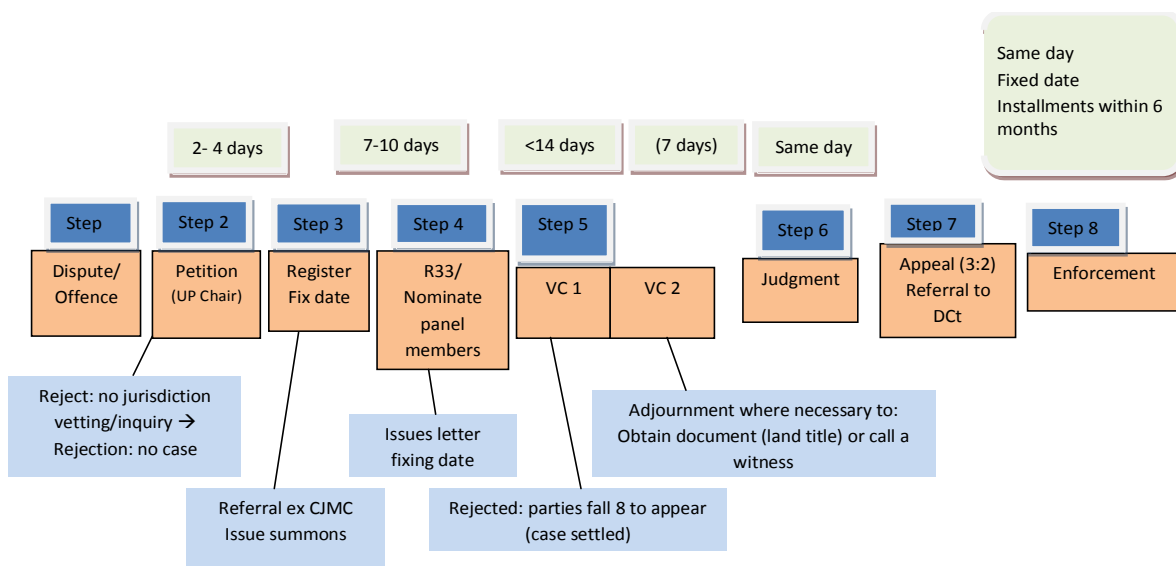 Same day
Fixed date
Installments within 6
months
2- 4 days
7-10 days
<14 days
(7 days)
Same day
Step
Step 2
Step 3
Step 4
Step 5
Step 6
Step 7
Step 8
Dispute/
Offence
Petition
(UP Chair)
Register
Fix date
R33/
Nominate
panel
members
VC 1
VC 2
Judgment
Appeal (3:2)
Referral to
DCt
Enforcement
Reject: no jurisdiction
vetting/inquiry →
Rejection: no case
Referral ex CJMC
Issue summons
Issues letter
fixing date
Rejected: parties fall 8 to appear
(case settled)
Adjournment where necessary to:
Obtain document (land title) or call a
witness